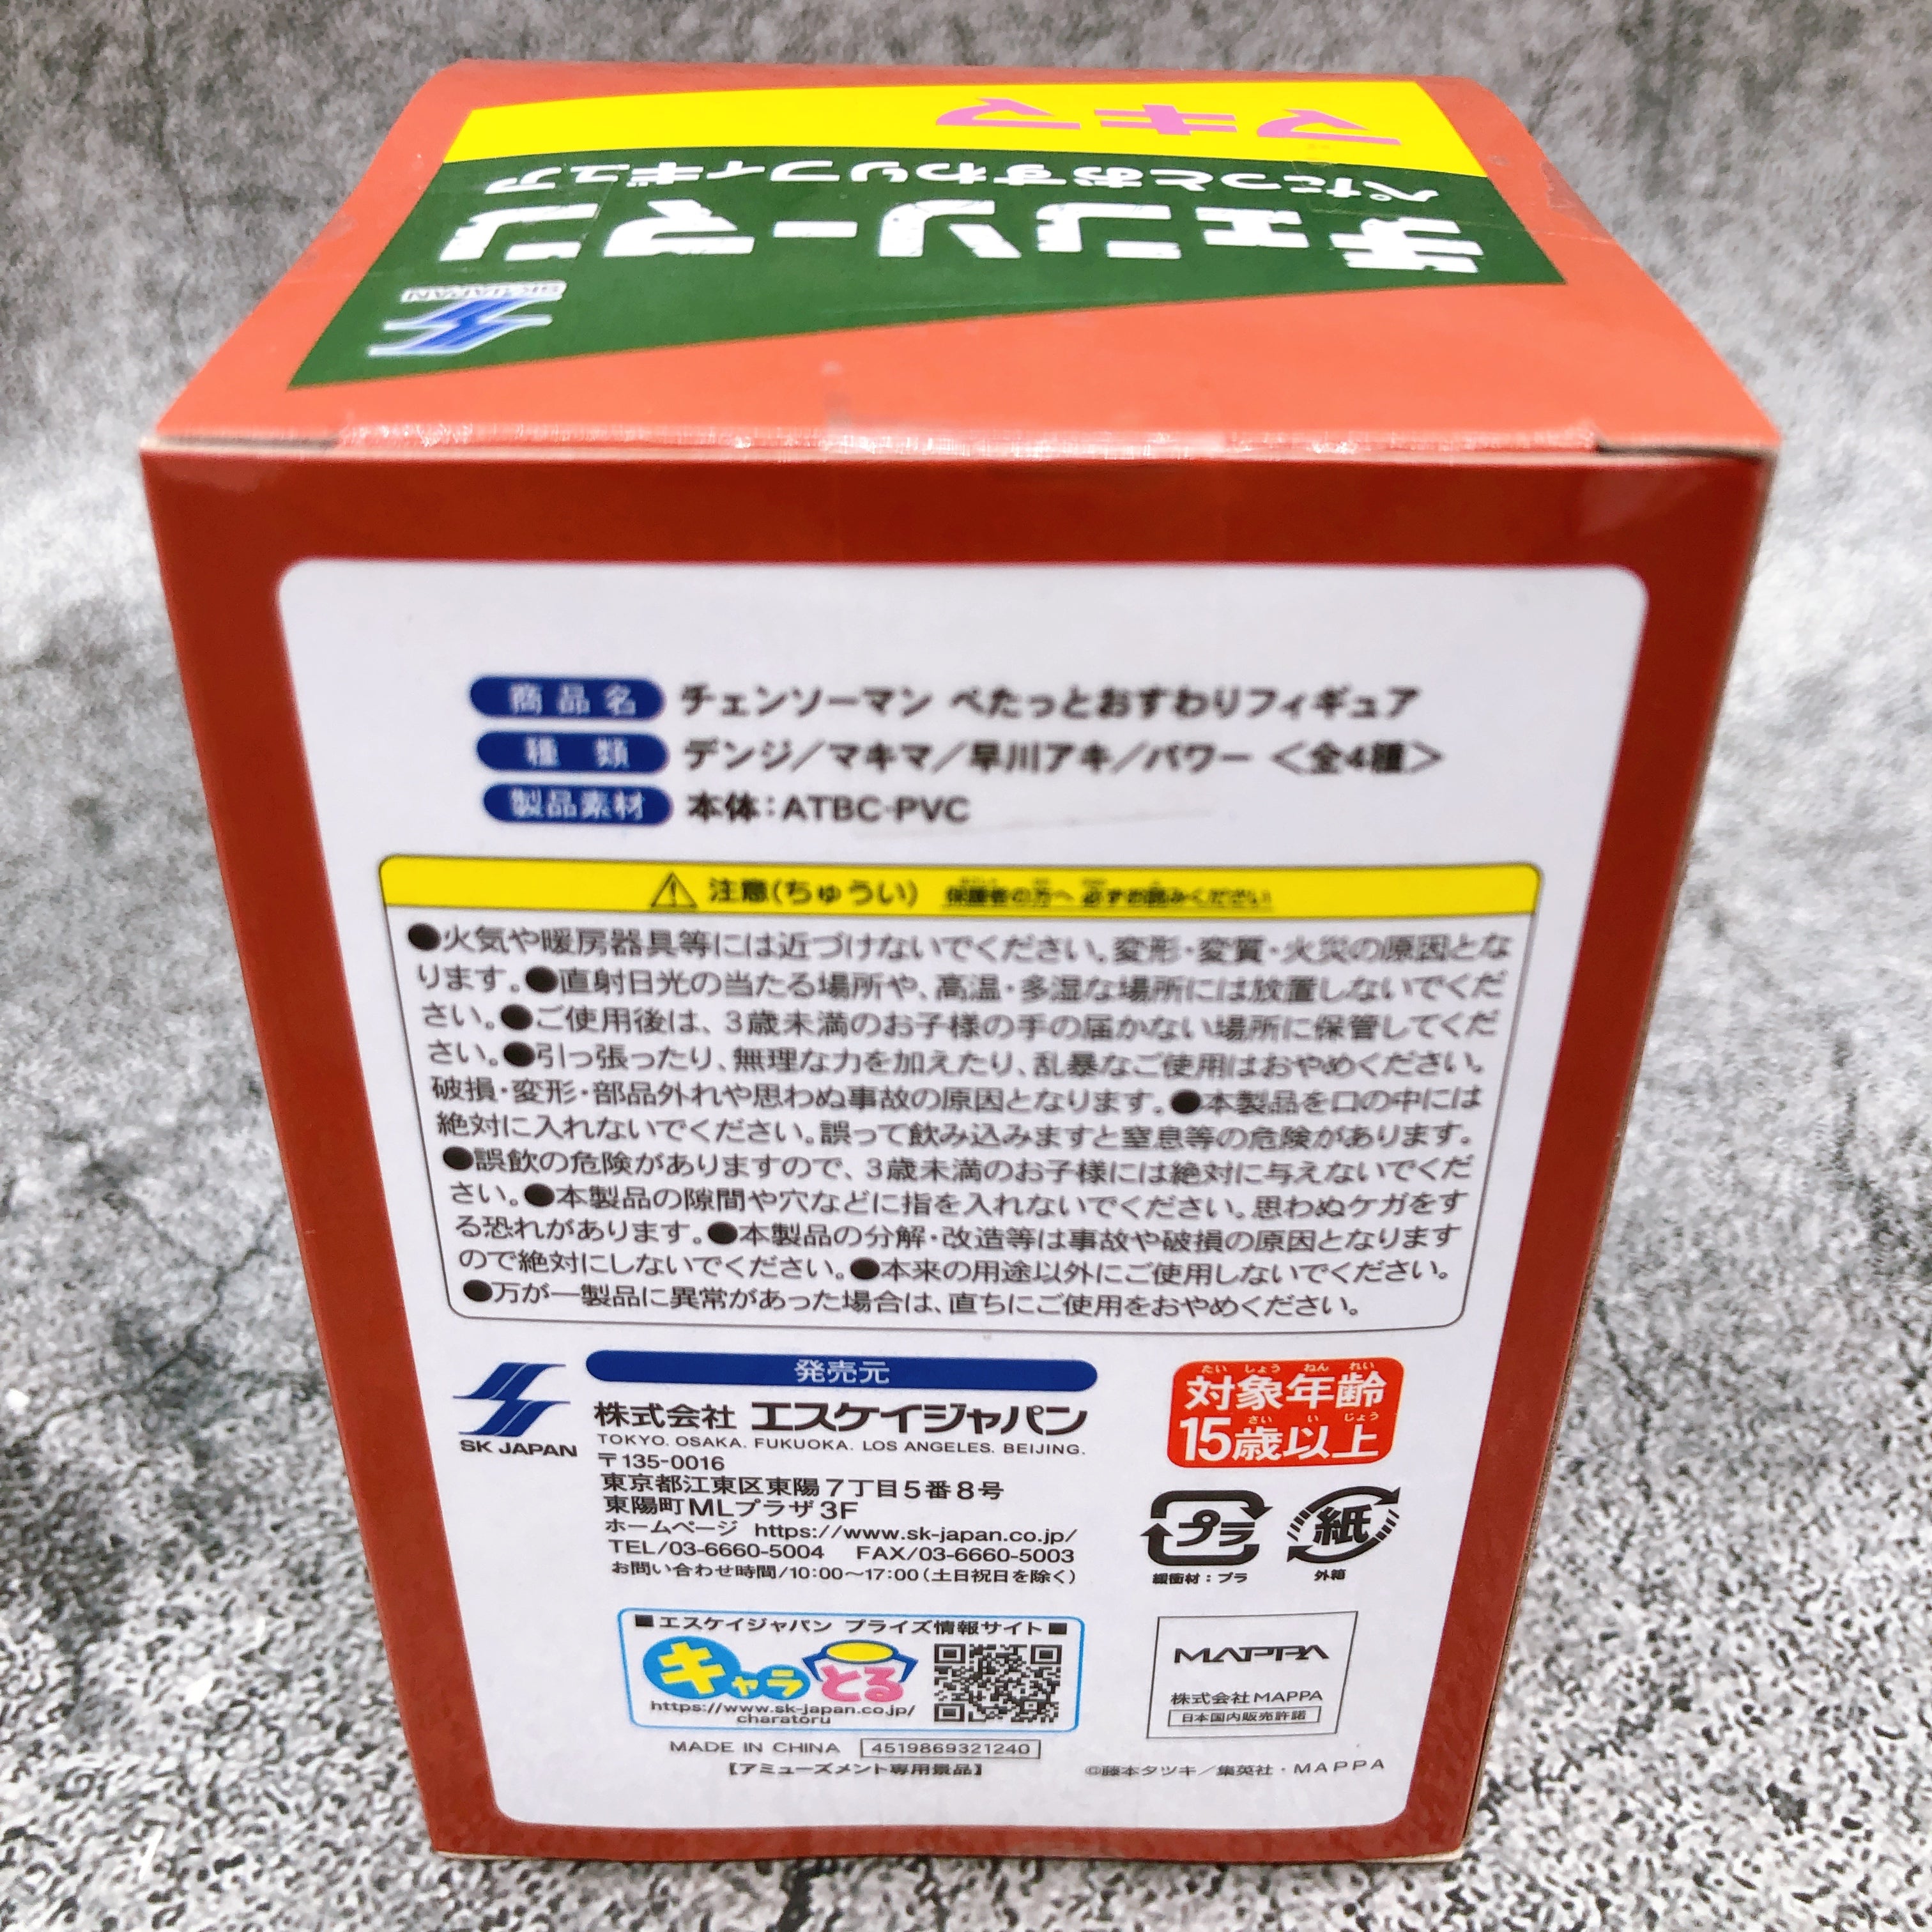 マキマ
ぺたっとおすわりフィギュア
チェンソーマン
SK JAPAN
商品名 チェンソーマン ぺたっとおすわりフィギュア
種類 デンジ／マキマ／早川アキ／パワー ＜全4種＞
製品素材 本体：ATBC-PVC
注意(ちゅうい) 保護者の方へ 必ずお読みください
●火気や暖房器具等には近づけないでください。変形・変質・火災の原因とな
ります。●直射日光の当たる場所や、高温・多湿な場所には放置しないでくだ
さい。●ご使用後は、3歳未満のお子様の手の届かない場所に保管してくだ
さい。●引っ張ったり、無理な力を加えたり、乱暴なご使用はおやめください。
破損・変形・部品外れや思わぬ事故の原因となります。●本製品を口の中には
絶対に入れないでください。誤って飲み込みますと窒息等の危険があります。
●誤飲の危険がありますので、3歳未満のお子様には絶対に与えないでくだ
さい。●本製品の隙間や穴などに指を入れないでください。思わぬケガをす
る恐れがあります。●本製品の分解・改造等は事故や破損の原因となります
ので絶対にしないでください。●本来の用途以外にご使用しないでください。
●万が一製品に異常があった場合は、直ちにご使用をおやめください。
発売元
SK JAPAN
株式会社 エスケイジャパン
TOKYO. OSAKA. FUKUOKA. LOS ANGELES. BEIJING.
〒135-0016
東京都江東区東陽7丁目5番8号
東陽町MLプラザ3F
ホームページ https://www.sk-japan.co.jp/
TEL/03-6660-5004 FAX/03-6660-5003
お問い合わせ時間/10:00～17:00(土日祝日を除く)
たいしょうねんれい
対象年齢
さいいじょう
15歳以上
プラ
緩衝材：プラ
紙
外箱
■エスケイジャパン プライズ情報サイト■
キャラとる
https://www.sk-japan.co.jp/
charatoru
MAPPA
株式会社MAPPA
日本国内販売許諾
MADE IN CHINA 4519869321240
【アミューズメント専用景品】
©藤本タツキ／集英社・MAPPA